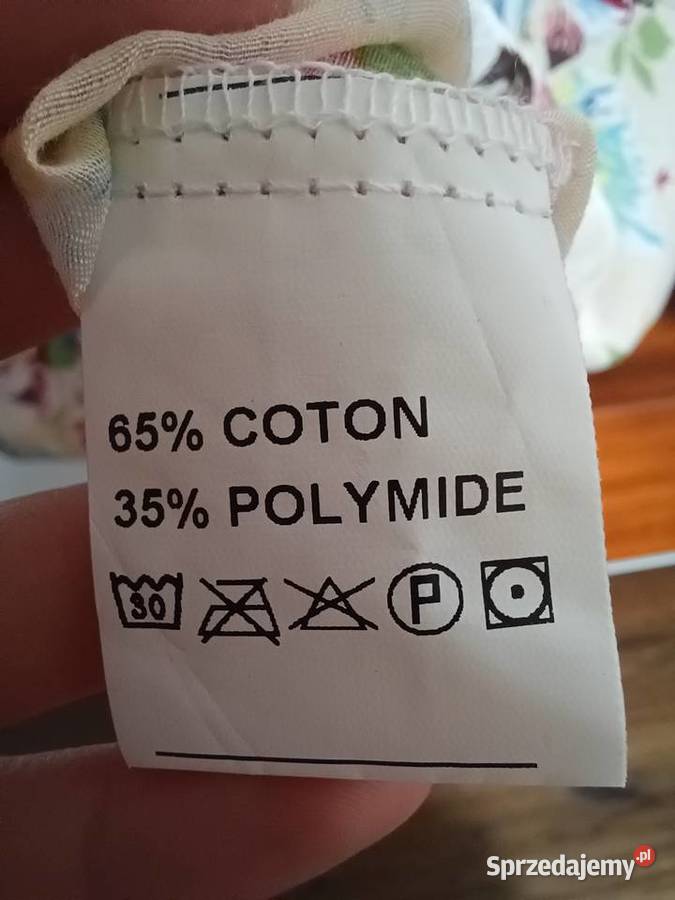 65% COTON
35% POLYMIDE
30 P
Sprzedajemy.pl